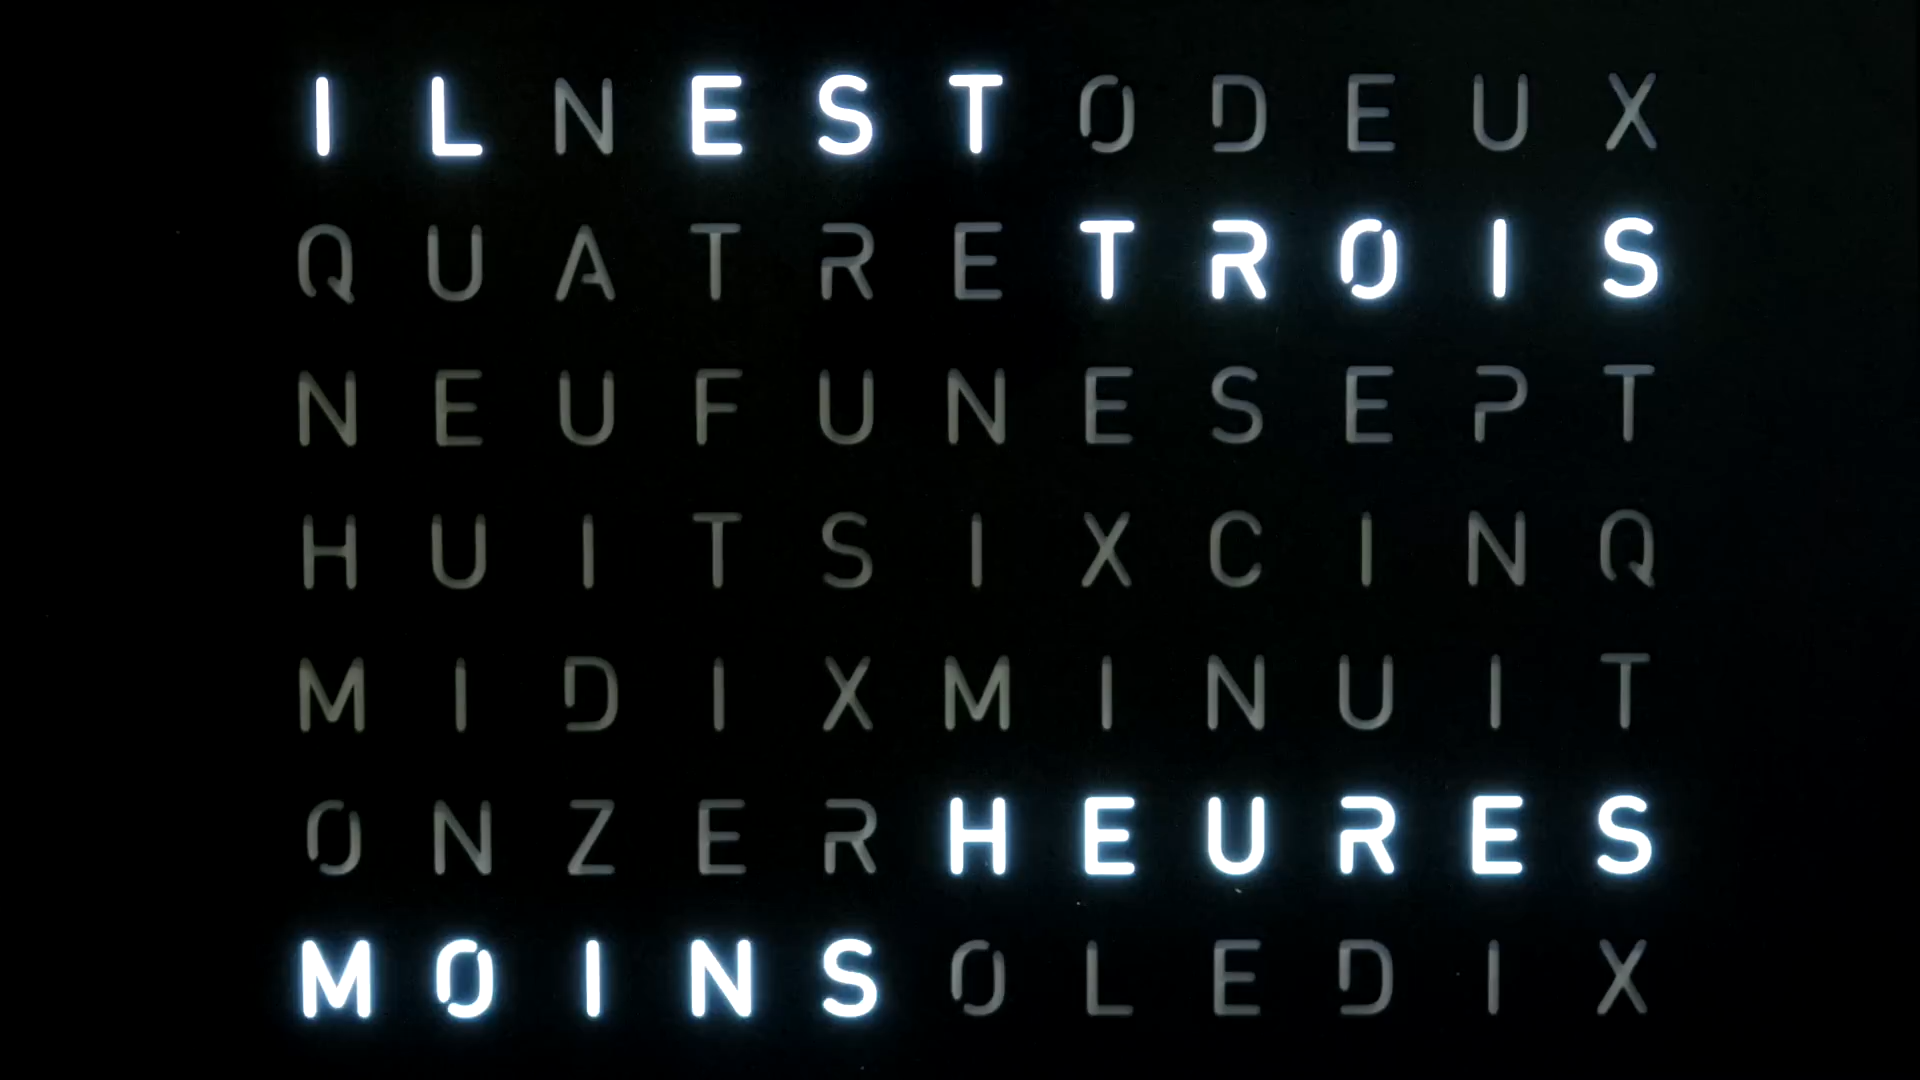 ILNESTODEUX
QUATRETROIS
NEUFUNESEPT
HUITSIXCINQ
MIDIXMINUIT
ONZERHEURES
MOINSOLEDIX